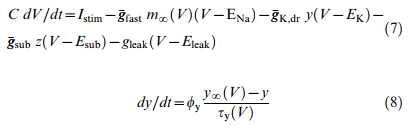 C dV/dt = I_stim − ḡ_fast m_∞(V)(V − E_Na) − ḡ_K,dr y(V − E_K) −
ḡ_sub z(V − E_sub) − g_leak(V − E_leak)
(7)
dy/dt = ϕ_y (y_∞(V) − y)/(τ_y(V))
(8)